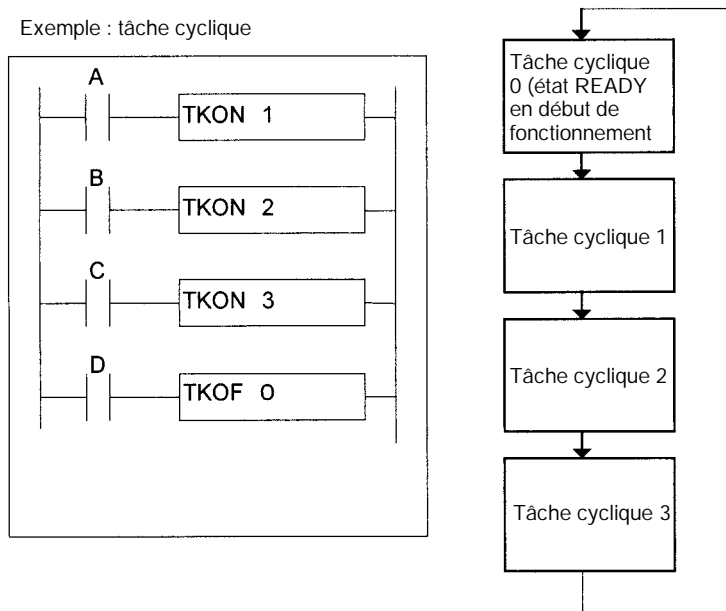 Exemple : tâche cyclique
A
TKON 1
B
TKON 2
C
TKON 3
D
TKOF 0
Tâche cyclique
0 (état READY
en début de
fonctionnement
Tâche cyclique 1
Tâche cyclique 2
Tâche cyclique 3